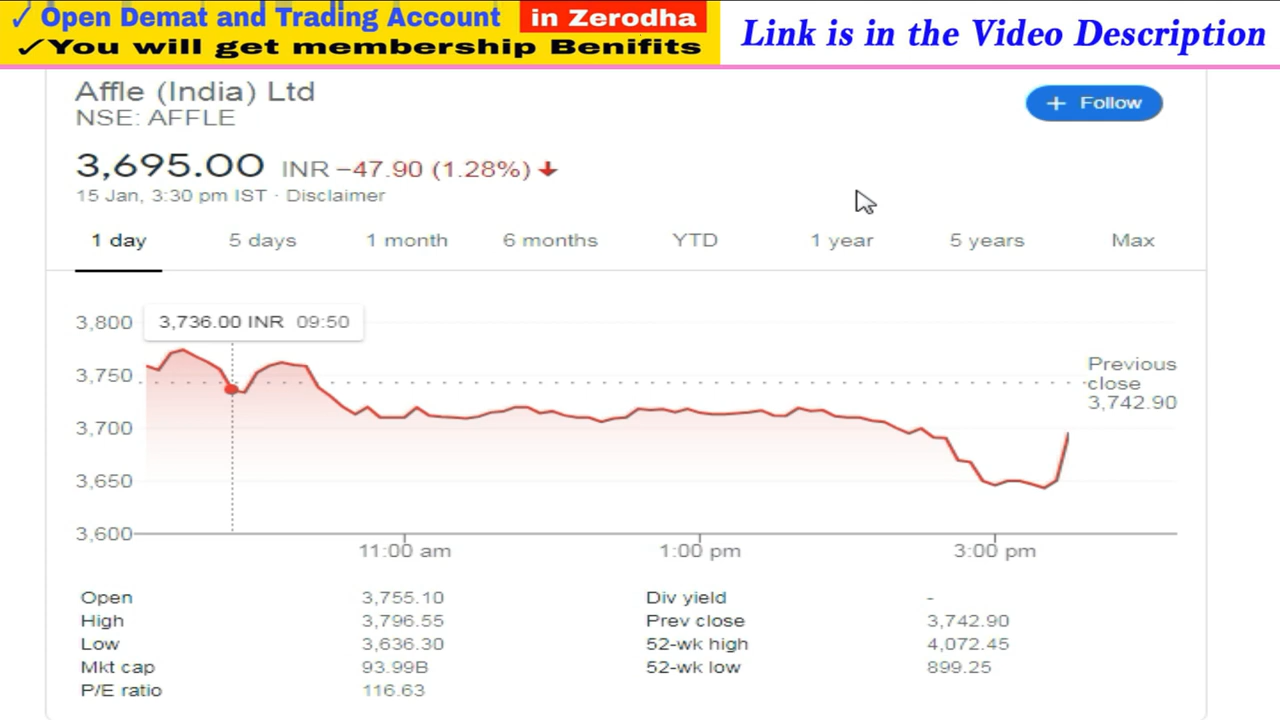 ✓ Open Demat and Trading Account in Zerodha
✓You will get membership Benifits
Link is in the Video Description
Affle (India) Ltd
NSE: AFFLE
+ Follow
3,695.00 INR −47.90 (1.28%)
15 Jan, 3:30 pm IST · Disclaimer
1 day 5 days 1 month 6 months YTD 1 year 5 years Max
3,800
3,736.00 INR 09:50
3,750
3,700
3,650
3,600
Previous
close
3,742.90
11:00 am 1:00 pm 3:00 pm
Open 3,755.10
High 3,796.55
Low 3,636.30
Mkt cap 93.99B
P/E ratio 116.63
Div yield -
Prev close 3,742.90
52-wk high 4,072.45
52-wk low 899.25